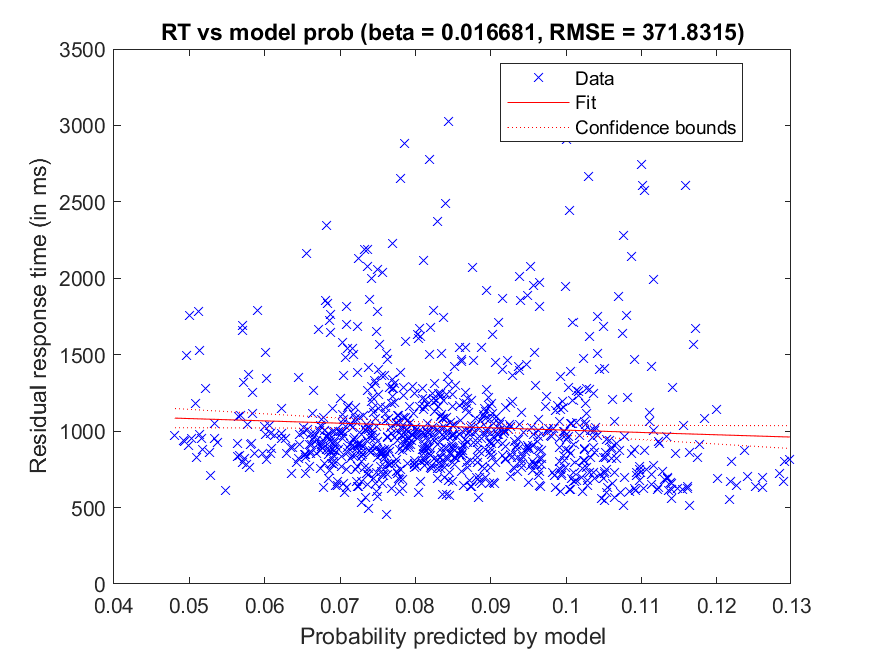 RT vs model prob (beta = 0.016681, RMSE = 371.8315)
Data
Fit
Confidence bounds
3500
3000
2500
2000
1500
1000
500
0
Residual response time (in ms)
0.04 0.05 0.06 0.07 0.08 0.09 0.1 0.11 0.12 0.13
Probability predicted by model